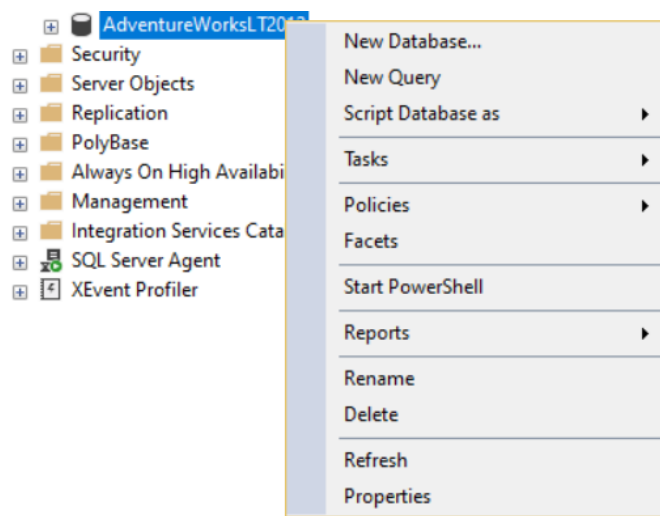 AdventureWorksLT2012
Security
Server Objects
Replication
PolyBase
Always On High Availabi
Management
Integration Services Cata
SQL Server Agent
XEvent Profiler
New Database...
New Query
Script Database as
Tasks
Policies
Facets
Start PowerShell
Reports
Rename
Delete
Refresh
Properties